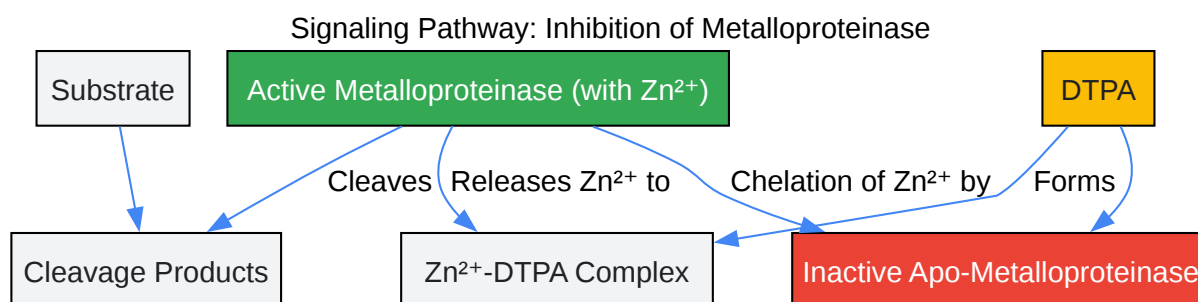 Signaling Pathway: Inhibition of Metalloproteinase
Substrate
Active Metalloproteinase (with Zn²⁺)
DTPA
Cleaves
Releases Zn²⁺ to
Chelation of Zn²⁺ by
Forms
Cleavage Products
Zn²⁺-DTPA Complex
Inactive Apo-Metalloproteinase